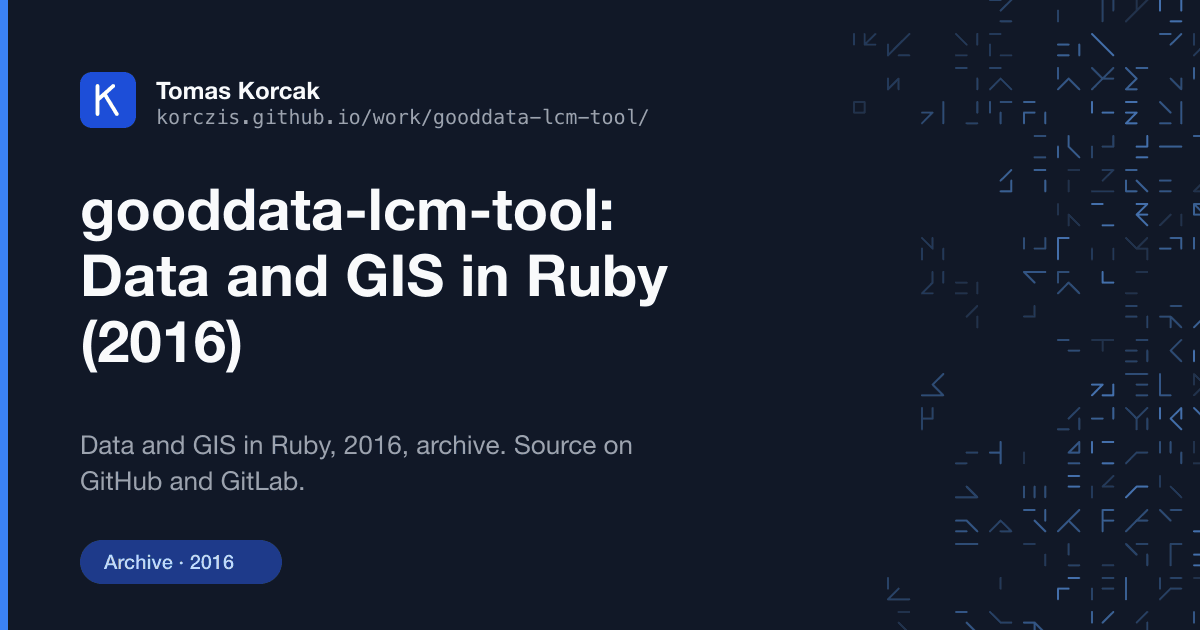 K
Tomas Korcak
korczis.github.io/work/gooddata-lcm-tool/
gooddata-lcm-tool:
Data and GIS in Ruby
(2016)
Data and GIS in Ruby, 2016, archive. Source on
GitHub and GitLab.
Archive · 2016